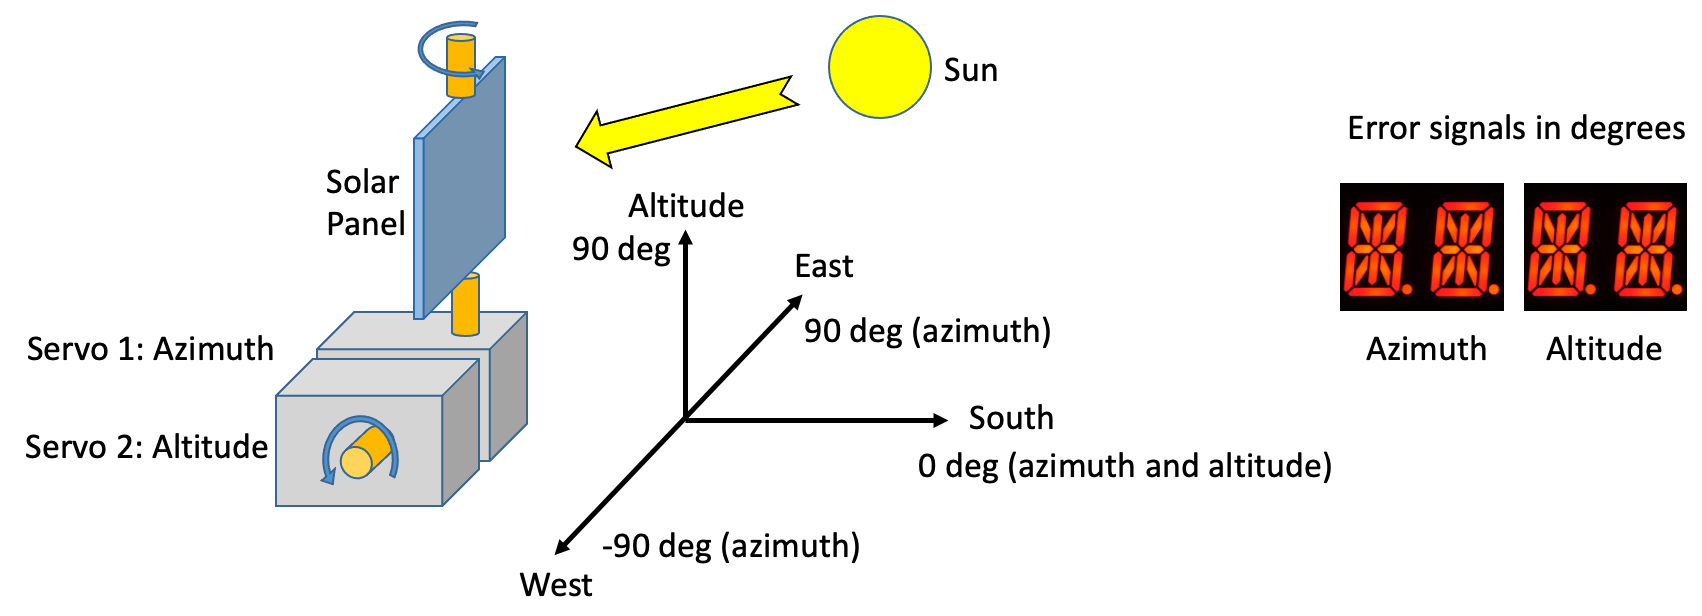 Sun
Error signals in degrees
Solar
Panel
Altitude
90 deg
East
90 deg (azimuth)
Servo 1: Azimuth
Azimuth
Altitude
South
Servo 2: Altitude
0 deg (azimuth and altitude)
-90 deg (azimuth)
West